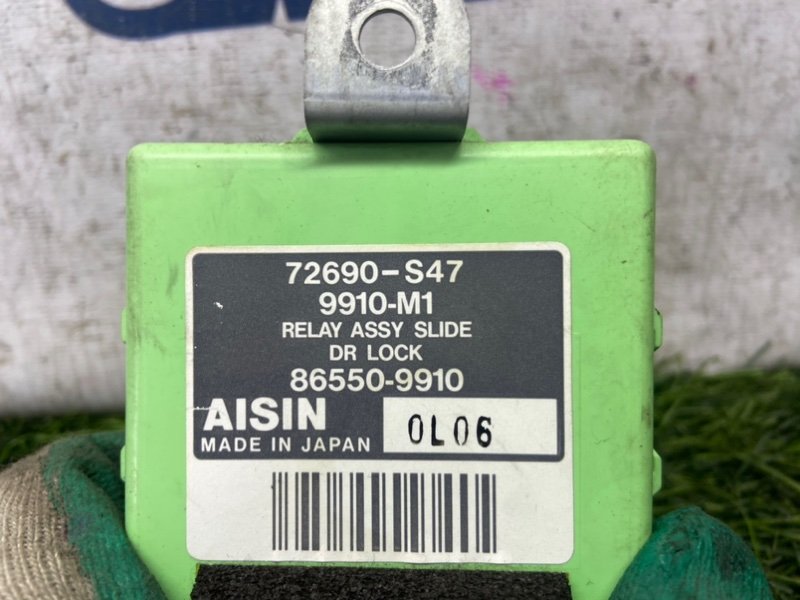 72690-S47
9910-M1
RELAY ASSY SLIDE
DR LOCK
86550-9910
AISIN
MADE IN JAPAN
0L06